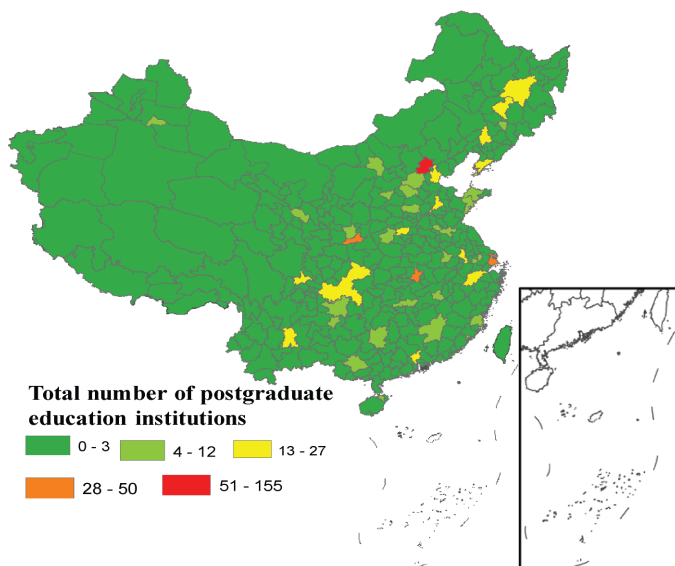 Total number of postgraduate
education institutions
0 - 3
4 - 12
13 - 27
28 - 50
51 - 155